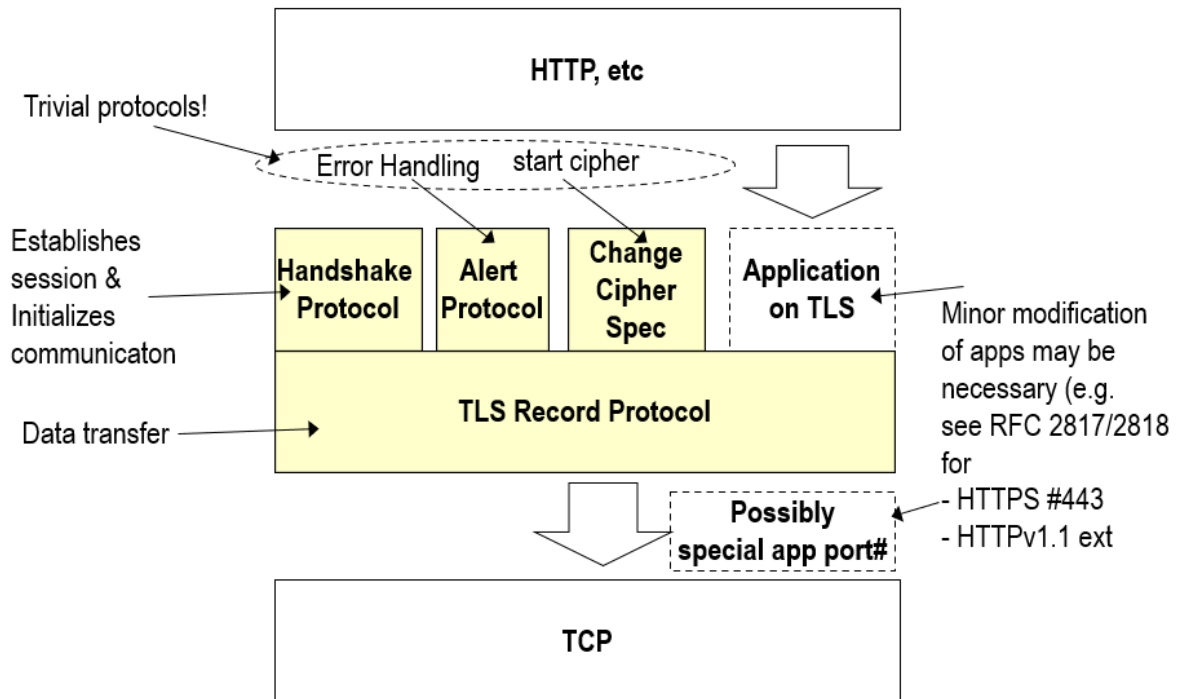 HTTP, etc
Trivial protocols!
Error Handling
start cipher
Establishes
session &
Initializes
communicaton
Handshake
Protocol
Alert
Protocol
Change
Cipher
Spec
Application
on TLS
Minor modification
of apps may be
necessary (e.g.
see RFC 2817/2818
for
- HTTPS #443
- HTTPv1.1 ext
TLS Record Protocol
Data transfer
Possibly
special app port#
TCP